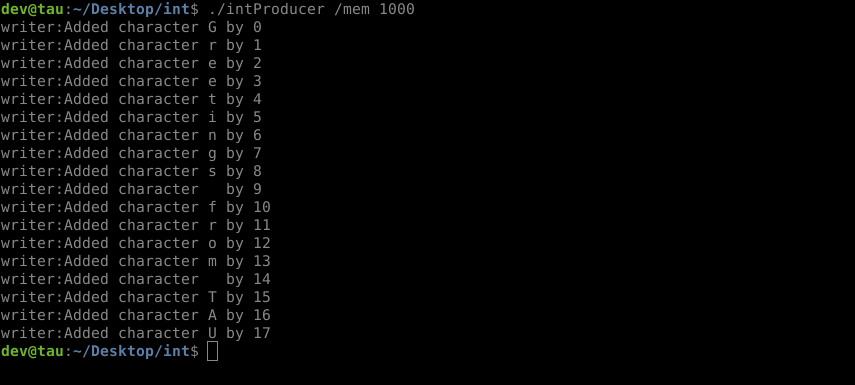 dev@tau:~/Desktop/int$ ./intProducer /mem 1000
writer:Added character G by 0
writer:Added character r by 1
writer:Added character e by 2
writer:Added character e by 3
writer:Added character t by 4
writer:Added character i by 5
writer:Added character n by 6
writer:Added character g by 7
writer:Added character s by 8
writer:Added character   by 9
writer:Added character f by 10
writer:Added character r by 11
writer:Added character o by 12
writer:Added character m by 13
writer:Added character   by 14
writer:Added character T by 15
writer:Added character A by 16
writer:Added character U by 17
dev@tau:~/Desktop/int$